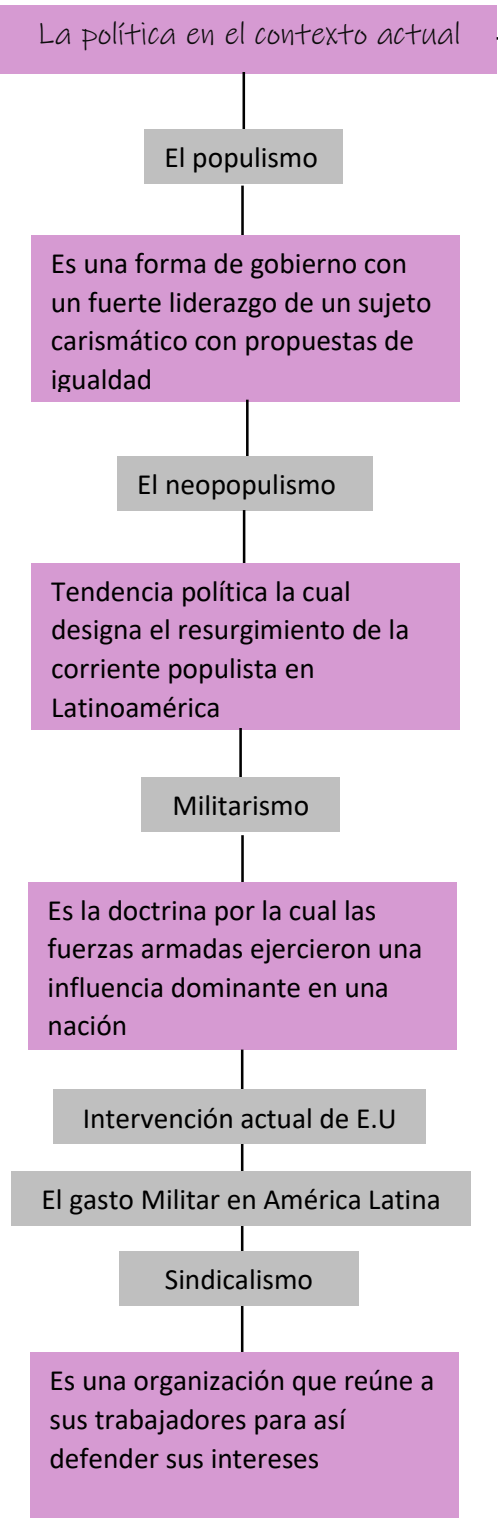 La política en el contexto actual
El populismo
Es una forma de gobierno con
un fuerte liderazgo de un sujeto
carismático con propuestas de
igualdad
El neopopulismo
Tendencia política la cual
designa el resurgimiento de la
corriente populista en
Latinoamérica
Militarismo
Es la doctrina por la cual las
fuerzas armadas ejercieron una
influencia dominante en una
nación
Intervención actual de E.U
El gasto Militar en América Latina
Sindicalismo
Es una organización que reúne a
sus trabajadores para así
defender sus intereses